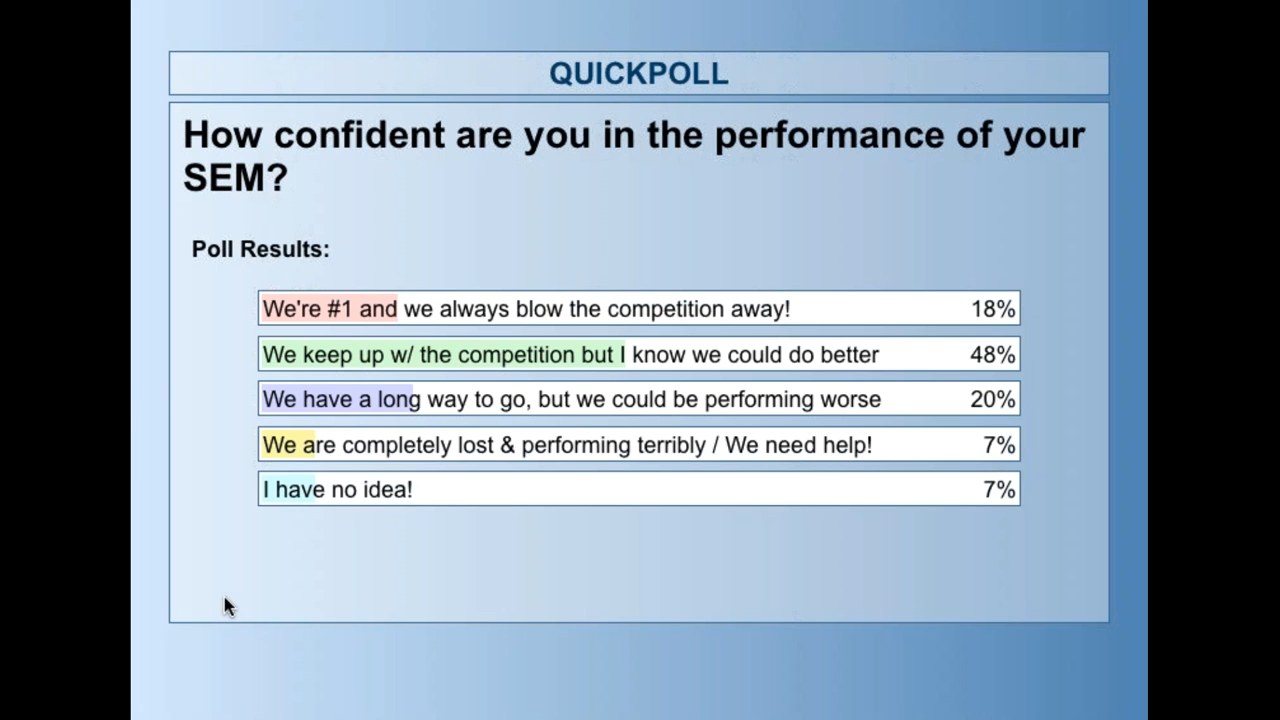 QUICKPOLL
How confident are you in the performance of your
SEM?
Poll Results:
We're #1 and we always blow the competition away! 18%
We keep up w/ the competition but I know we could do better 48%
We have a long way to go, but we could be performing worse 20%
We are completely lost & performing terribly / We need help! 7%
I have no idea! 7%